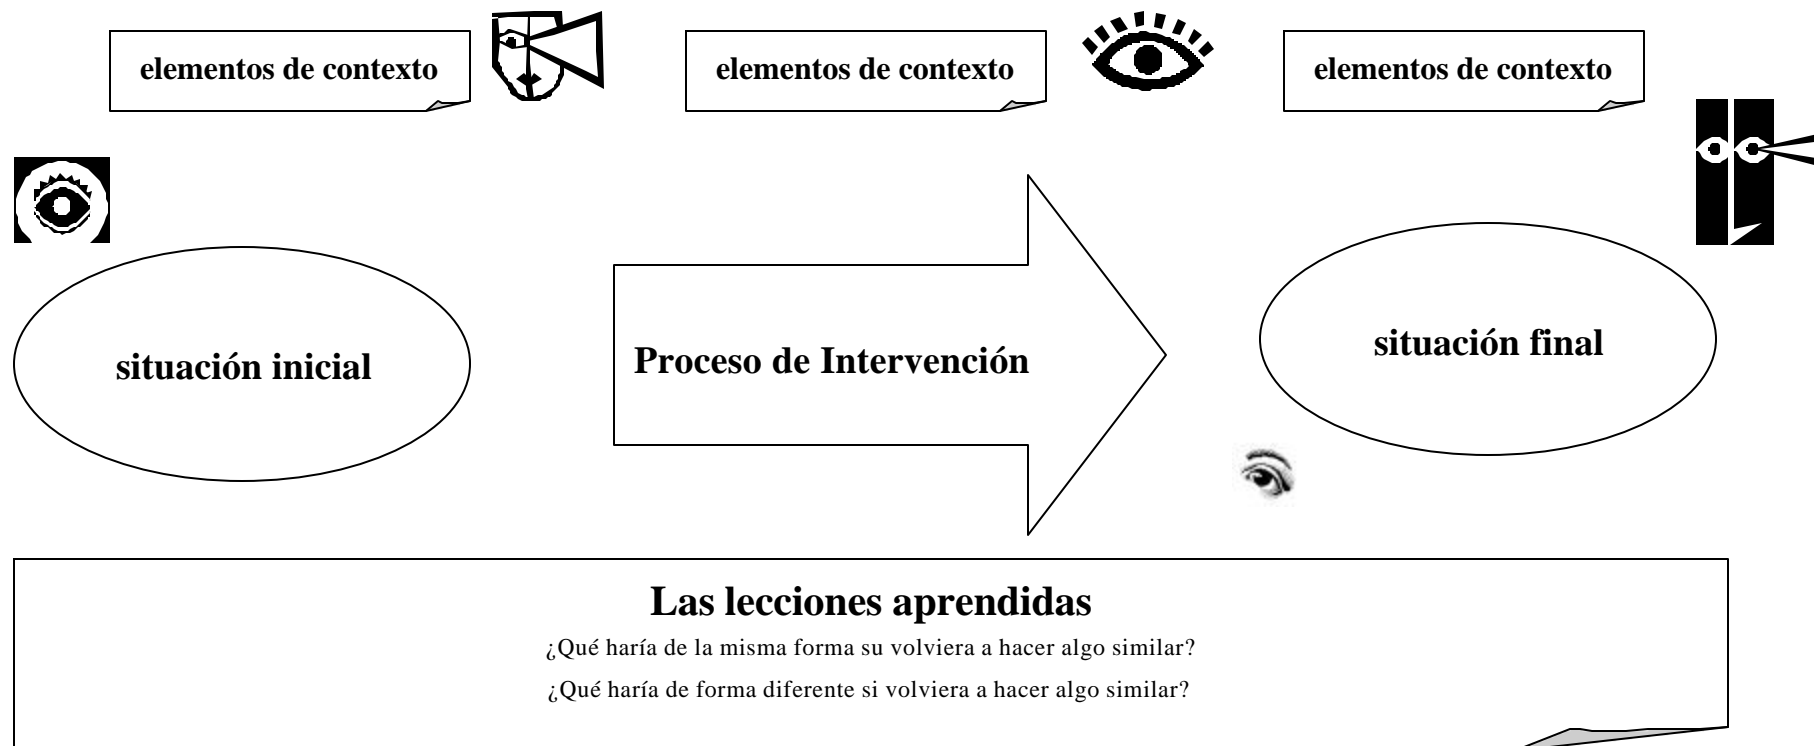 elementos de contexto
elementos de contexto
elementos de contexto
situación inicial
Proceso de Intervención
situación final
Las lecciones aprendidas
¿Qué haría de la misma forma su volviera a hacer algo similar?
¿Qué haría de forma diferente si volviera a hacer algo similar?